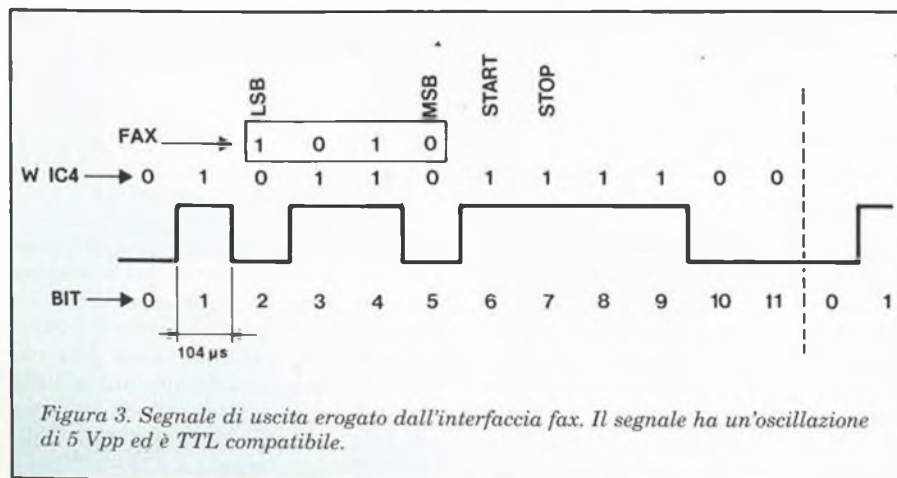 LSB MSB START STOP
FAX 1 0 1 0
W IC4 0 1 0 1 1 0 1 1 1 1 0 0
BIT 0 1 2 3 4 5 6 7 8 9 10 11 0 1
104 µs
Figura 3. Segnale di uscita erogato dall'interfaccia fax. Il segnale ha un'oscillazione
di 5 Vpp ed è TTL compatibile.